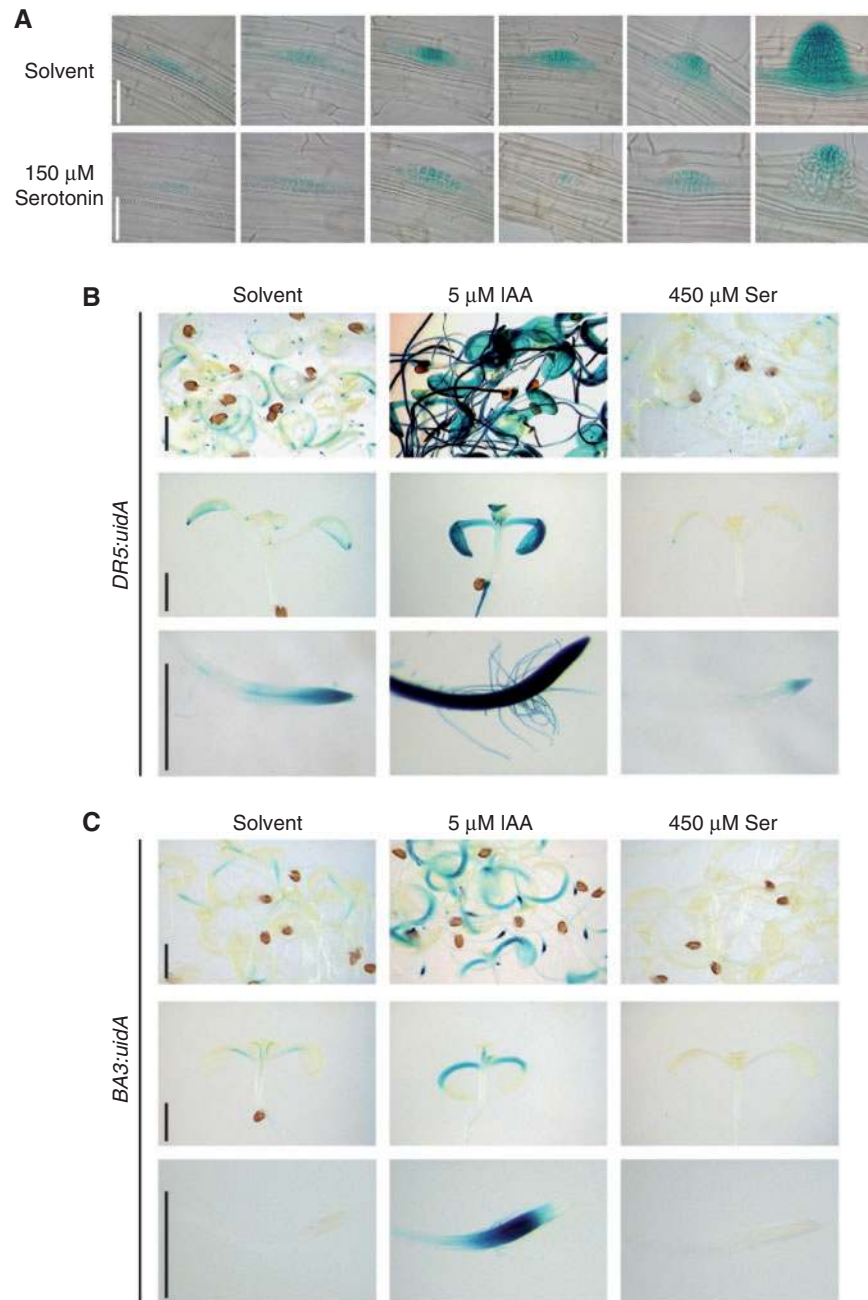 A
Solvent
150 μM
Serotonin
B
Solvent
5 μM IAA
450 μM Ser
DR5:uidA
C
Solvent
5 μM IAA
450 μM Ser
BA3:uidA